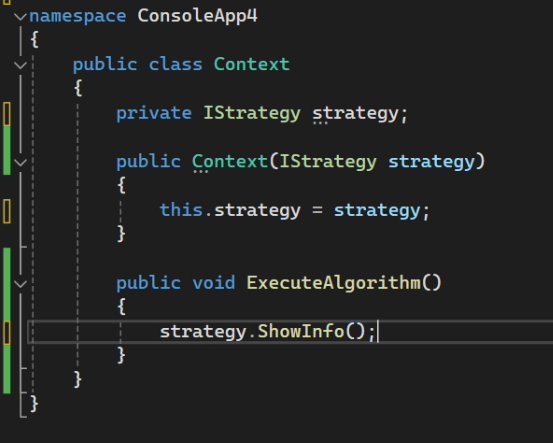 namespace ConsoleApp4
{
    public class Context
    {
        private IStrategy strategy;

        public Context(IStrategy strategy)
        {
            this.strategy = strategy;
        }

        public void ExecuteAlgorithm()
        {
            strategy.ShowInfo();
        }
    }
}